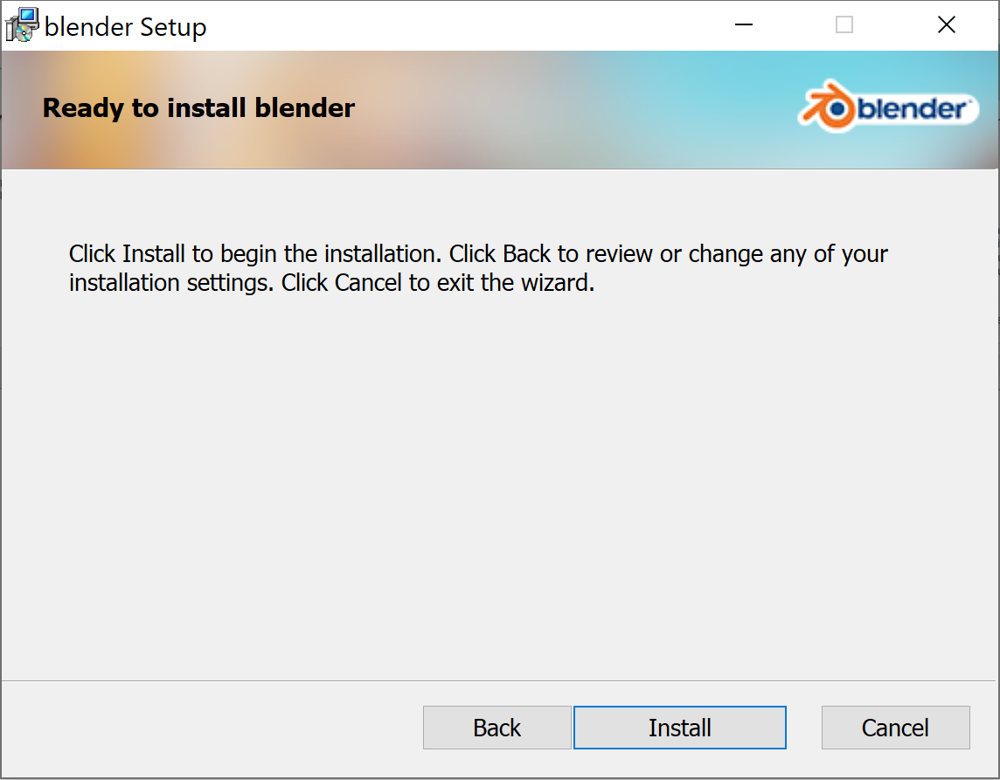 blender Setup
Ready to install blender
blender
Click Install to begin the installation. Click Back to review or change any of your
installation settings. Click Cancel to exit the wizard.
Back
Install
Cancel